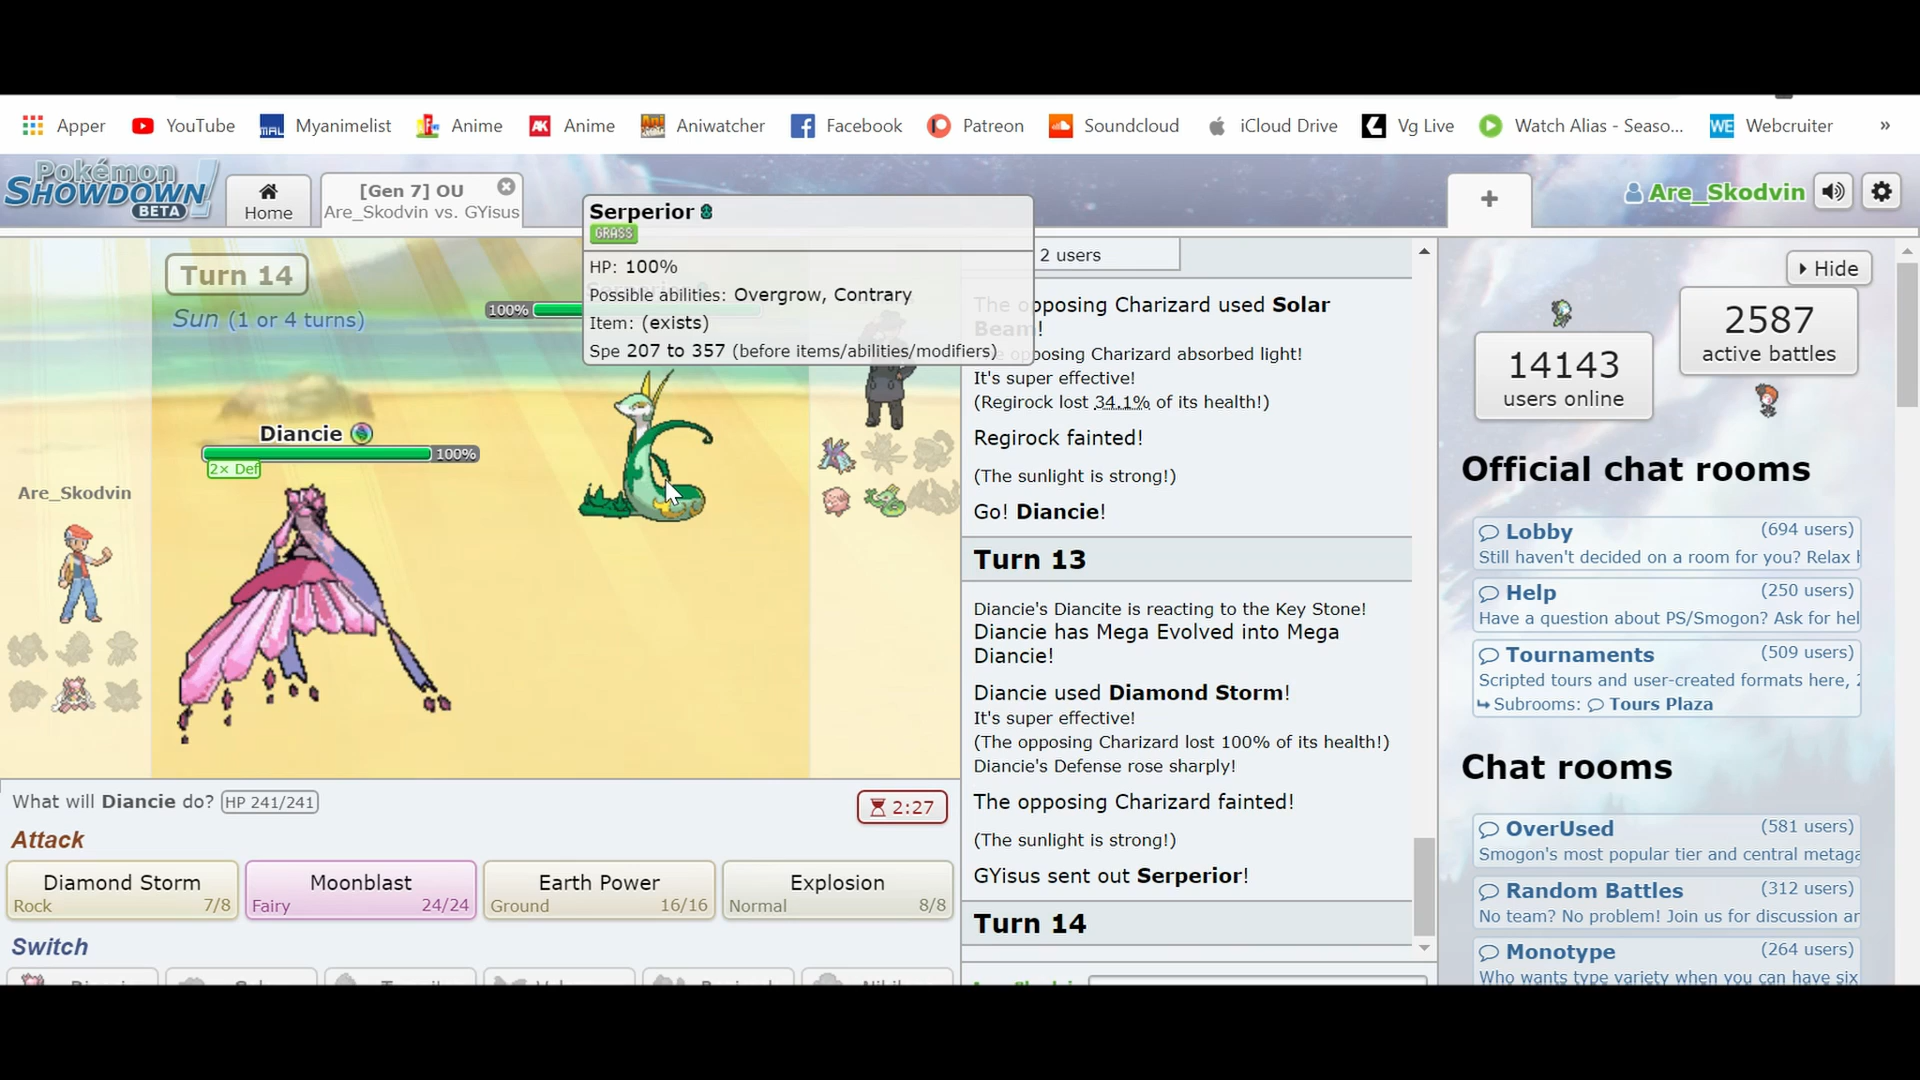 Apper
YouTube
MAL
Myanimelist
Anime
AK
Anime
Aniwatcher
Facebook
Patreon
Soundcloud
iCloud Drive
Vg Live
Watch Alias - Seaso...
WE
Webcruiter
»
Pokémon
SHOWDOWN!
BETA
Home
[Gen 7] OU
Are_Skodvin vs. GYisus
+
Are_Skodvin
Turn 14
Sun (1 or 4 turns)
100%
Serperior
GRASS
HP: 100%
Possible abilities: Overgrow, Contrary
Item: (exists)
Spe 207 to 357 (before items/abilities/modifiers)
Diancie
100%
2× Def
Are_Skodvin
What will Diancie do? HP 241/241
2:27
Attack
Diamond Storm
Rock 7/8
Moonblast
Fairy 24/24
Earth Power
Ground 16/16
Explosion
Normal 8/8
Switch
2 users
The opposing Charizard used Solar
Beam!
opposing Charizard absorbed light!
It's super effective!
(Regirock lost 34.1% of its health!)
Regirock fainted!
(The sunlight is strong!)
Go! Diancie!
Turn 13
Diancie's Diancite is reacting to the Key Stone!
Diancie has Mega Evolved into Mega
Diancie!
Diancie used Diamond Storm!
It's super effective!
(The opposing Charizard lost 100% of its health!)
Diancie's Defense rose sharply!
The opposing Charizard fainted!
(The sunlight is strong!)
GYisus sent out Serperior!
Turn 14
Hide
14143
users online
2587
active battles
Official chat rooms
Lobby (694 users)
Still haven't decided on a room for you? Relax
Help (250 users)
Have a question about PS/Smogon? Ask for hel
Tournaments (509 users)
Scripted tours and user-created formats here,
Subrooms: Tours Plaza
Chat rooms
OverUsed (581 users)
Smogon's most popular tier and central metaga
Random Battles (312 users)
No team? No problem! Join us for discussion ar
Monotype (264 users)
Who wants type variety when you can have six